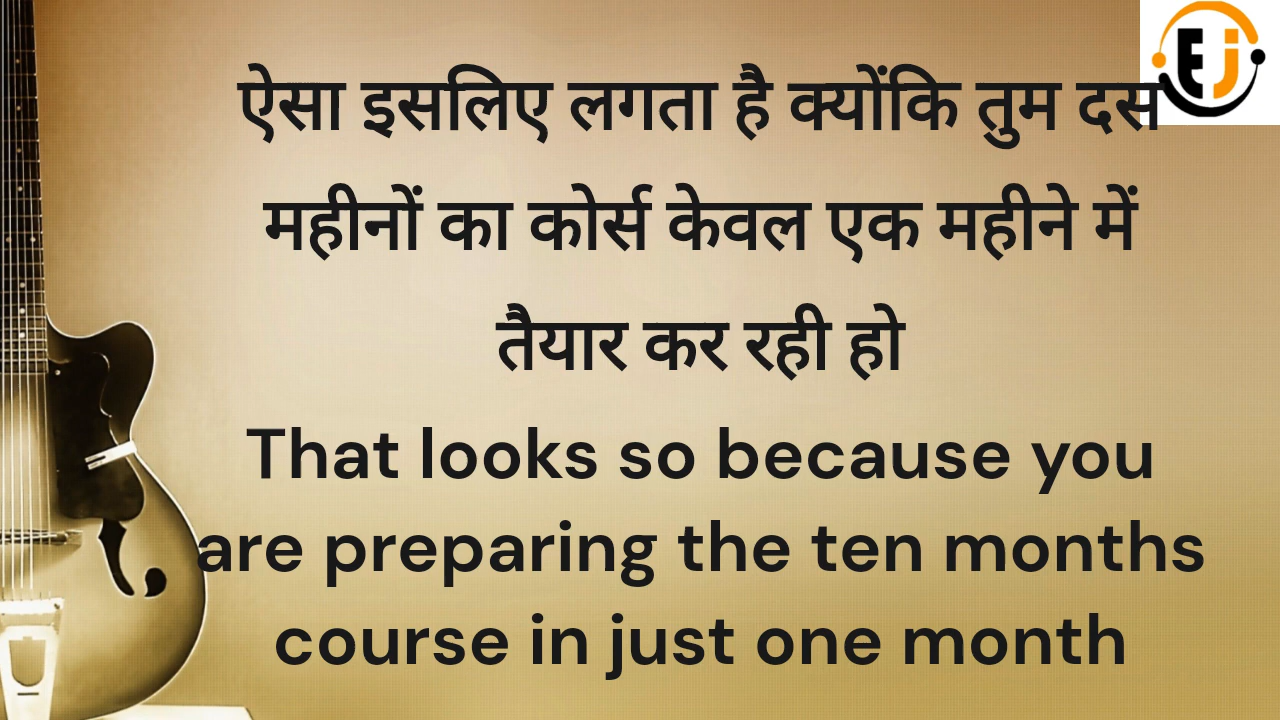 EJ
ऐसा इसलिए लगता है क्योंकि तुम दस
महीनों का कोर्स केवल एक महीने में
तैयार कर रही हो
That looks so because you
are preparing the ten months
course in just one month